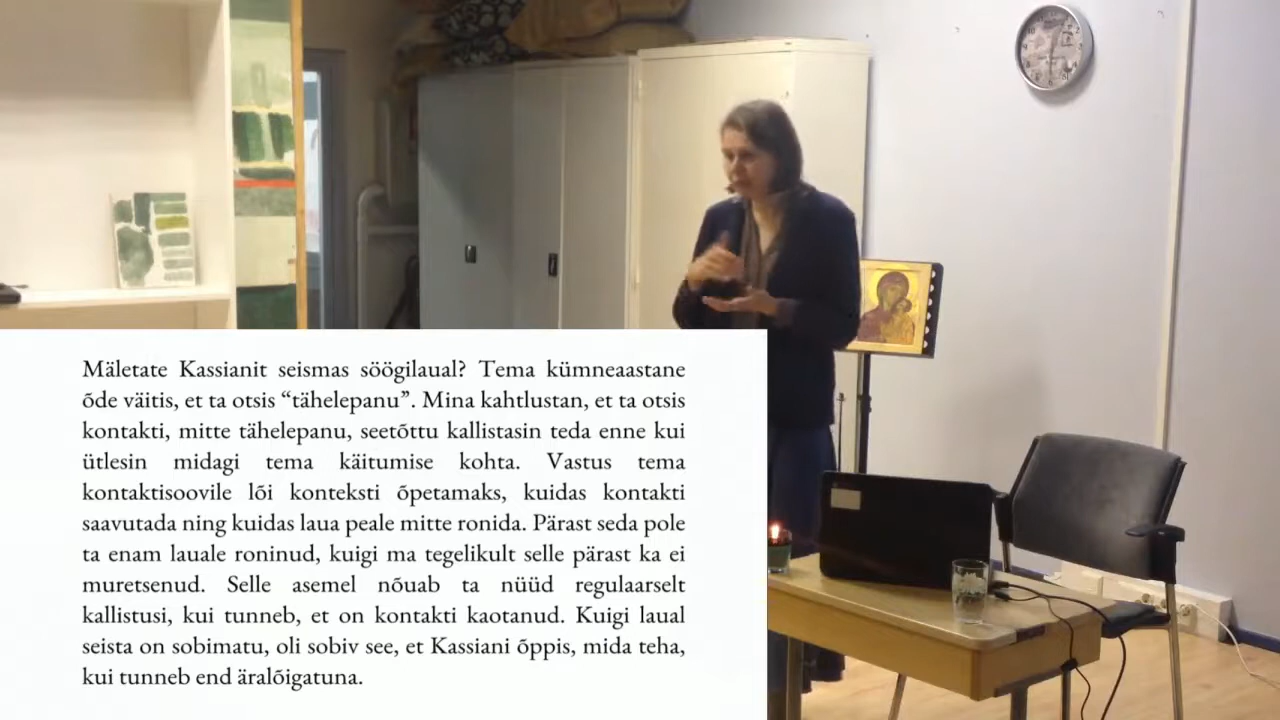 Mäletate Kassianit seismas söögilaual? Tema kümneaastane
õde väitis, et ta otsis “tähelepanu”. Mina kahtlustan, et ta otsis
kontakti, mitte tähelepanu, seetõttu kallistasin teda enne kui
ütlesin midagi tema käitumise kohta. Vastus tema
kontaktisoovile lõi konteksti õpetamaks, kuidas kontakti
saavutada ning kuidas laua peale mitte ronida. Pärast seda pole
ta enam lauale roninud, kuigi ma tegelikult selle pärast ka ei
muretsenud. Selle asemel nõuab ta nüüd regulaarselt
kallistusi, kui tunneb, et on kontakti kaotanud. Kuigi laual
seista on sobimatu, oli sobiv see, et Kassiani õppis, mida teha,
kui tunneb end äralõigatuna.